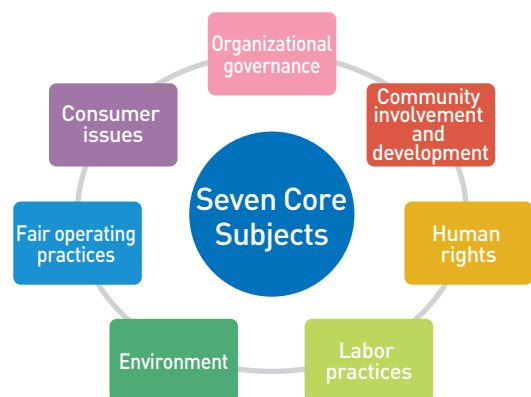 Organizational
governance
Community
involvement
and
development
Human
rights
Labor
practices
Environment
Fair operating
practices
Consumer
issues
Seven Core
Subjects